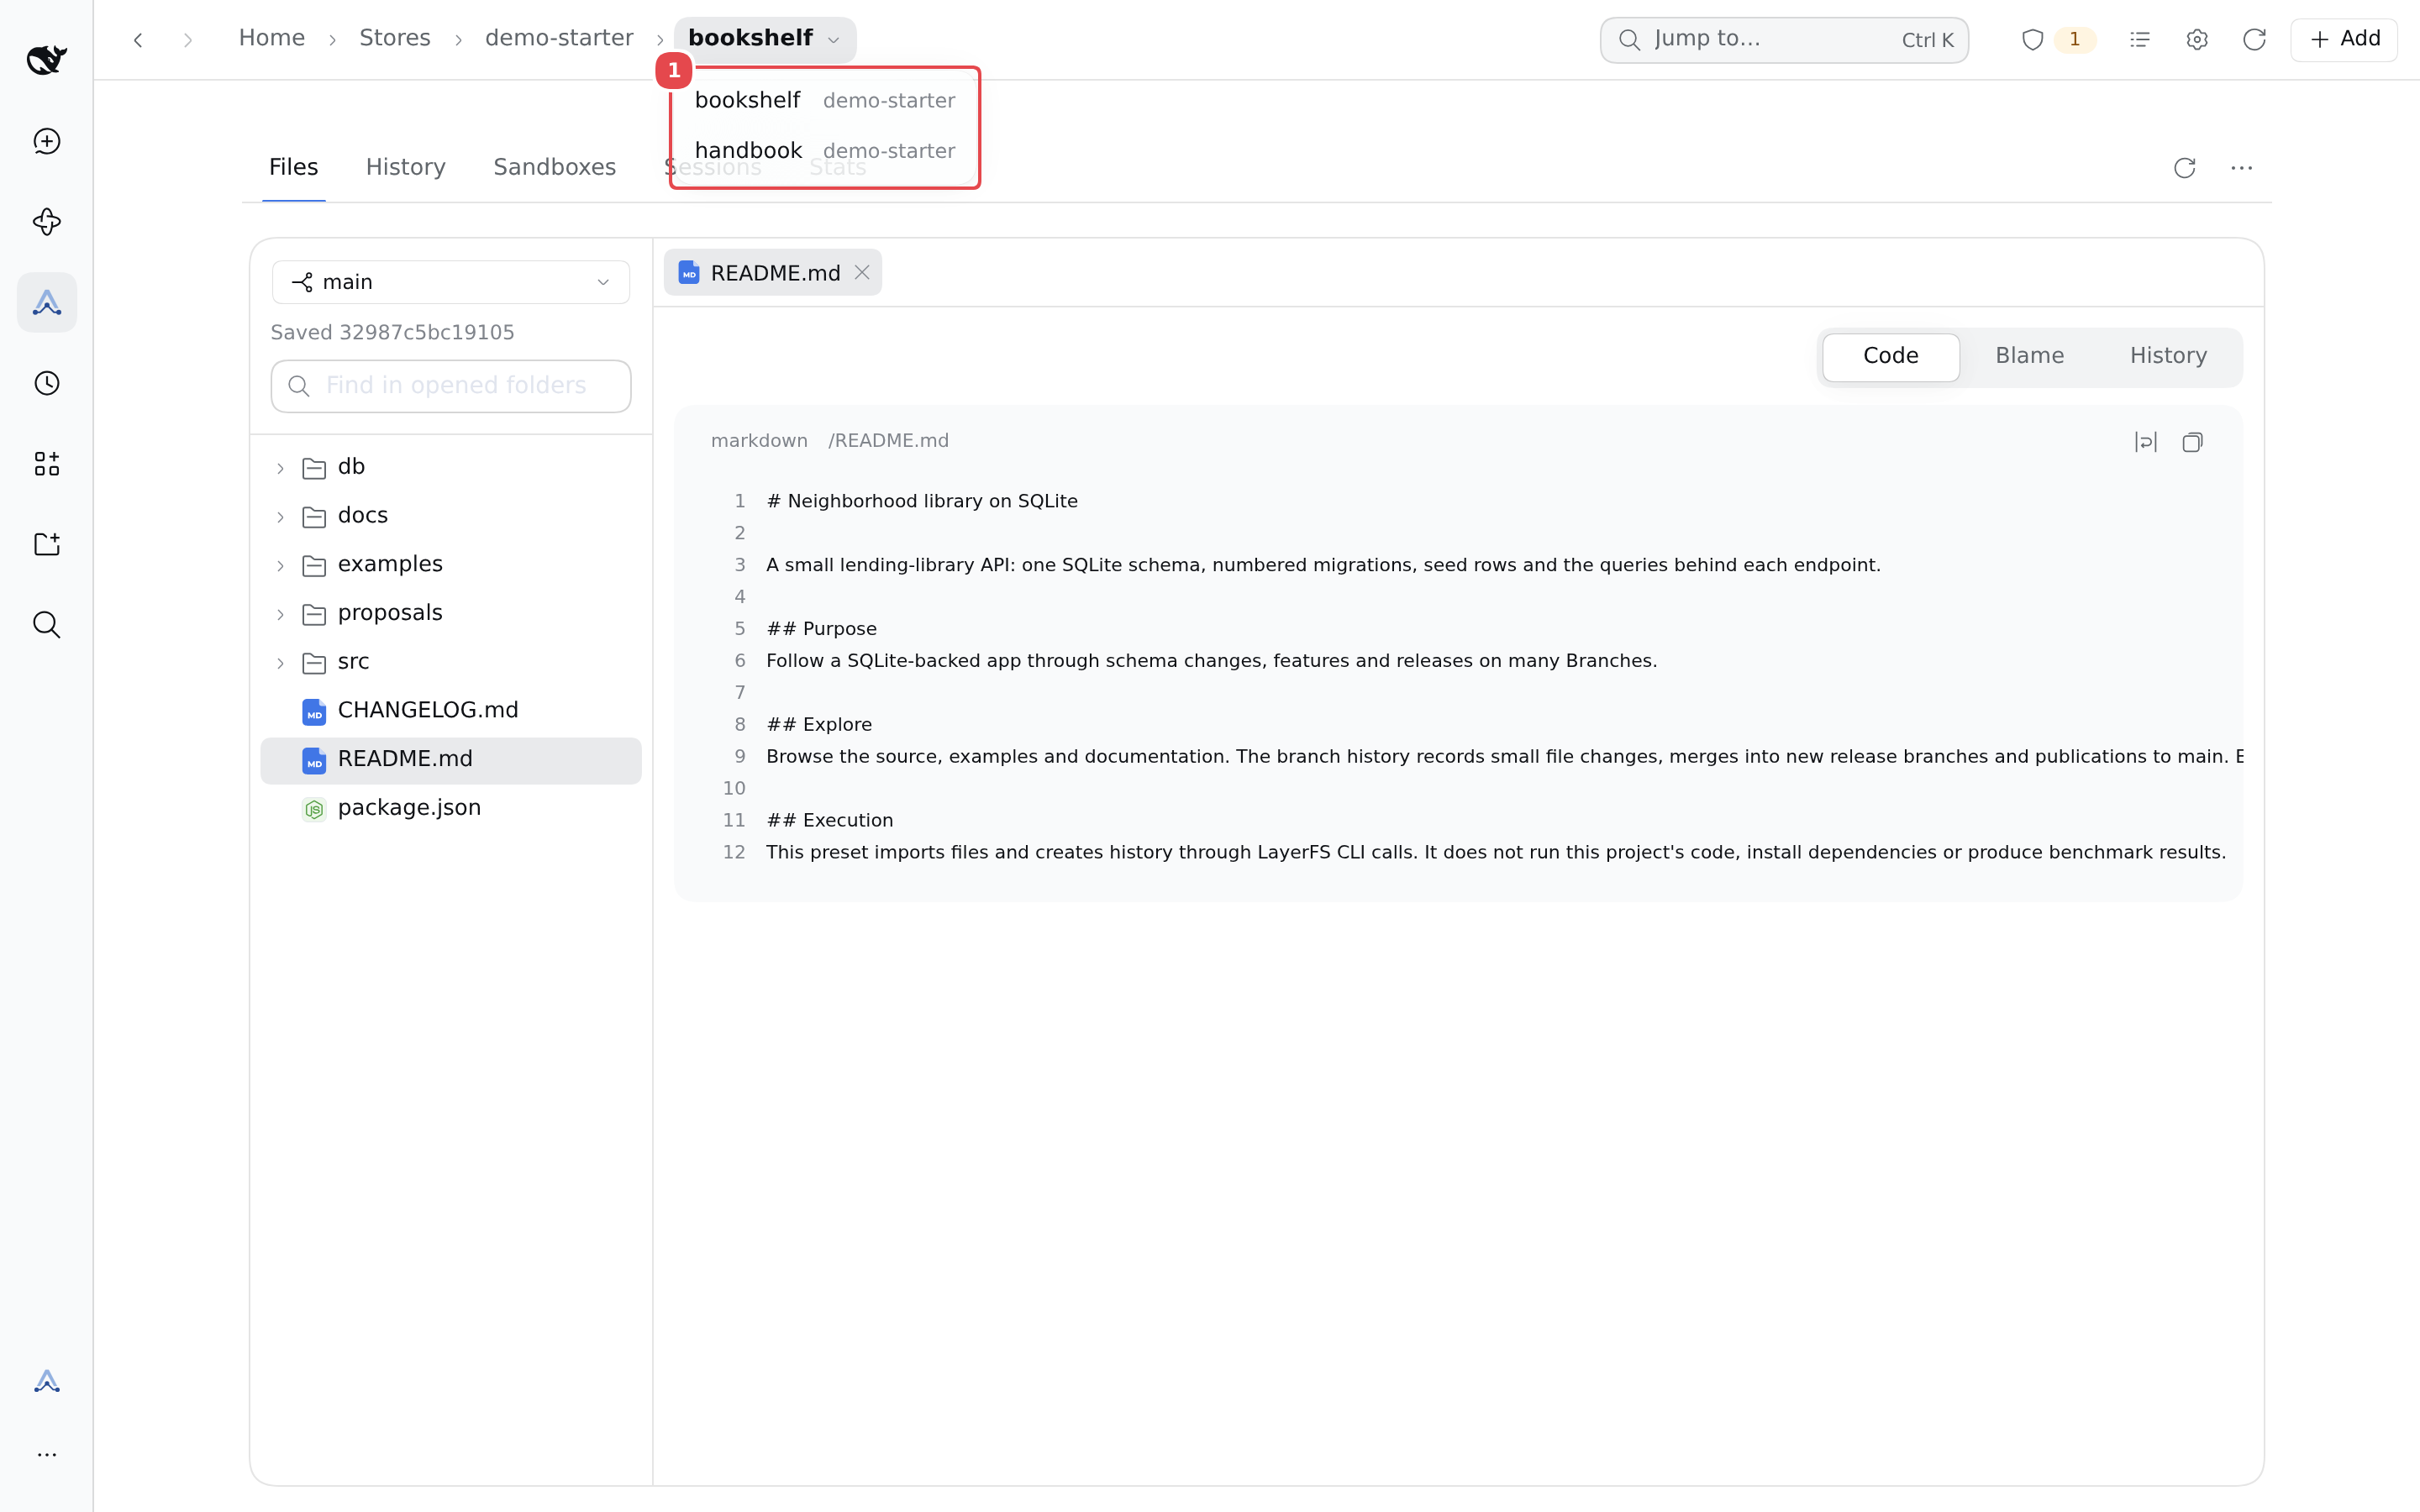 Home > Stores > demo-starter > bookshelf
Jump to... Ctrl K
1
Add
1
bookshelf demo-starter
handbook demo-starter
Files History Sandboxes Sessions Stats
main
Saved 32987c5bc19105
Find in opened folders
db
docs
examples
proposals
src
CHANGELOG.md
README.md
package.json
README.md
Code Blame History
markdown /README.md
1 # Neighborhood library on SQLite
2
3 A small lending-library API: one SQLite schema, numbered migrations, seed rows and the queries behind each endpoint.
4
5 ## Purpose
6 Follow a SQLite-backed app through schema changes, features and releases on many Branches.
7
8 ## Explore
9 Browse the source, examples and documentation. The branch history records small file changes, merges into new release branches and publications to main.
10
11 ## Execution
12 This preset imports files and creates history through LayerFS CLI calls. It does not run this project's code, install dependencies or produce benchmark results.